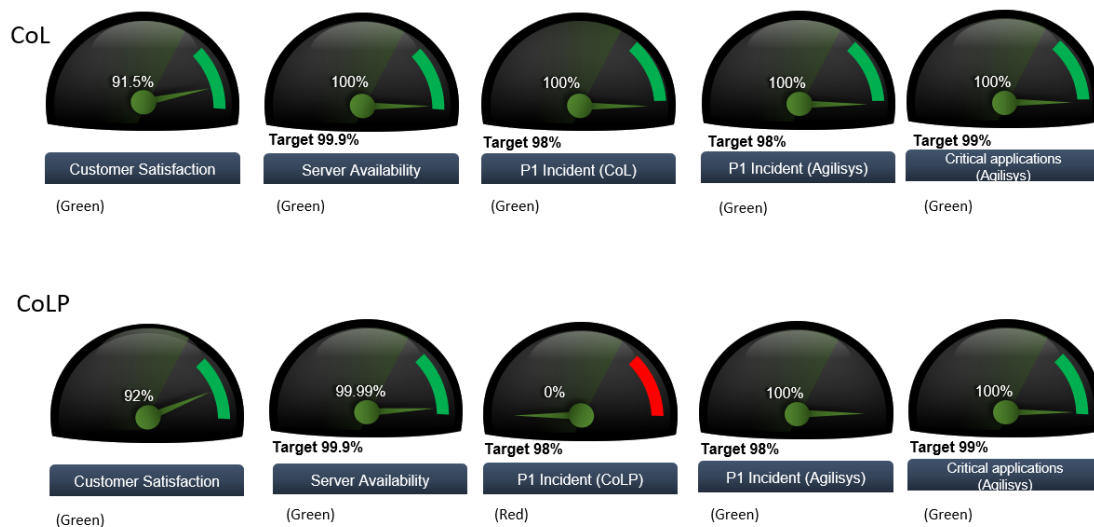 CoL
91.5%
100%
100%
100%
100%
Target 99.9%
Target 98%
Target 98%
Target 99%
Customer Satisfaction
Server Availability
P1 Incident (CoL)
P1 Incident (Agilisys)
Critical applications
(Agilisys)
(Green)
(Green)
(Green)
(Green)
(Green)
CoLP
92%
99.99%
0%
100%
100%
Target 99.9%
Target 98%
Target 98%
Target 99%
Customer Satisfaction
Server Availability
P1 Incident (CoLP)
P1 Incident (Agilisys)
Critical applications
(Agilisys)
(Green)
(Green)
(Red)
(Green)
(Green)